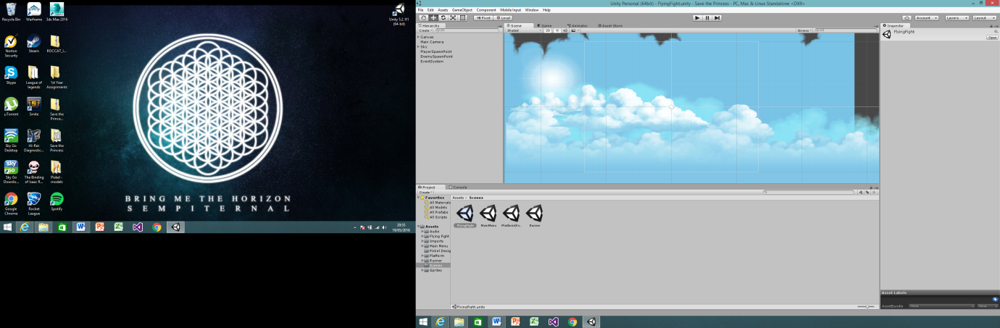 Recycle Bin
Warframe
3ds Max 2016
Unity 5.2.1f1
(64-bit)
Norton
Security
Steam
ROCCAT_I...
Skype
League of
legends
1st Year
Assignments
µTorrent
Smite
Save the
Prince...
Sky Go
Desktop
Hi-Rez
Diagnostic...
Save the
Princess
Sky Go
Downlo...
The Binding
of Isaac R...
Piskel -
models
Google
Chrome
Rocket
League
Spotify
BRING ME THE HORIZON
SEMPITERNAL
20:55
19/05/2016
Unity Personal (64bit) - FlyingFight.unity - Save the Princess - PC, Mac & Linux Standalone <DX9>
File Edit Assets GameObject Component Mobile Input Window Help
Pivot Local
Account Layers Layout
Hierarchy
Create
Canvas
Main Camera
Sky
PlayerSpawnPoint
EnemySpawnPoint
EventSystem
Scene Game Animator Asset Store
Shaded 2D Gizmos
Inspector
FlyingFight
Open
Project Console
Create
Favorites
All Materials
All Models
All Prefabs
All Scripts
Assets
Audio
Flying Fight
Imports
Main Menu
Piskel Desig
Platform
Runner
Scenes
Sprites
Assets Scenes
FlyingFight MainMenu Runner
FlyingFight.unity
Asset Labels
AssetBundle None None